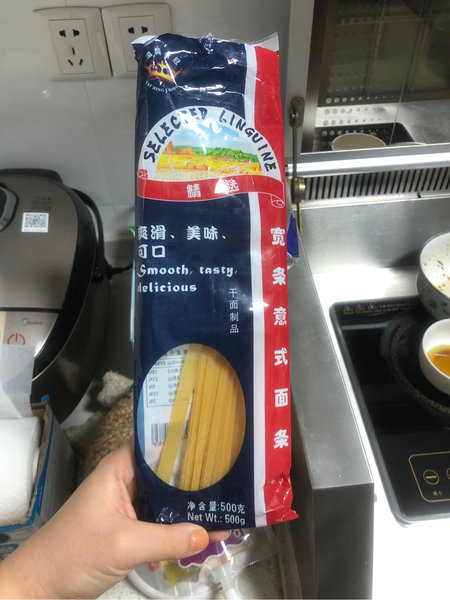 SELECTED LINGUINE
精 选
爽滑、美味、
可口
Smooth, tasty,
delicious
干面制品
宽条意式面条
净含量:500克
Net Wt.: 500g
Midea